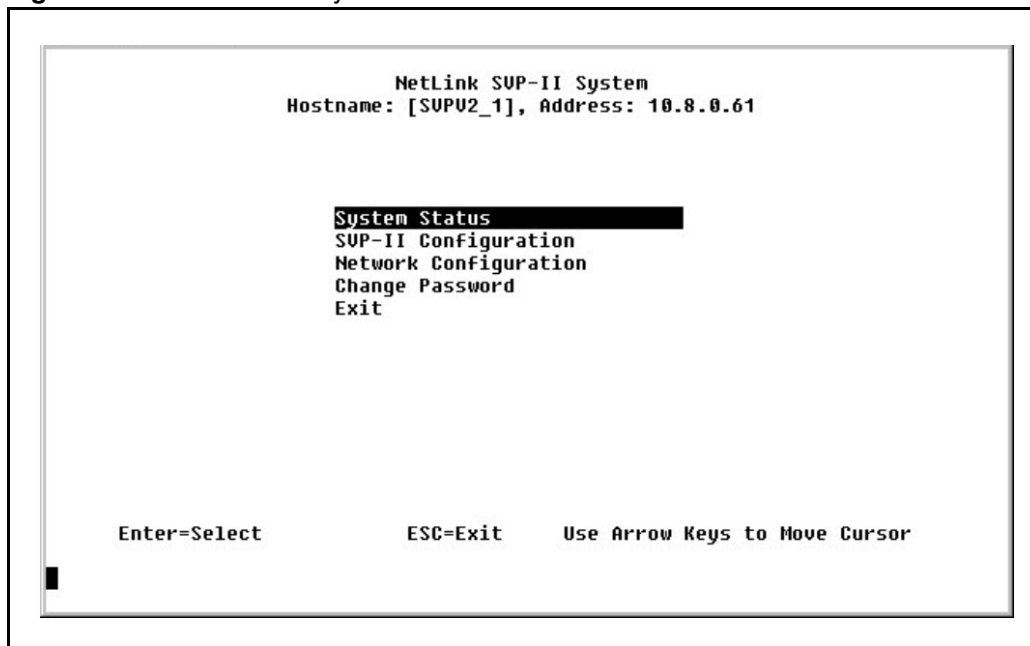 NetLink SVP-II System
Hostname: [SVPV2_1], Address: 10.8.0.61
System Status
SVP-II Configuration
Network Configuration
Change Password
Exit
Enter=Select ESC=Exit Use Arrow Keys to Move Cursor